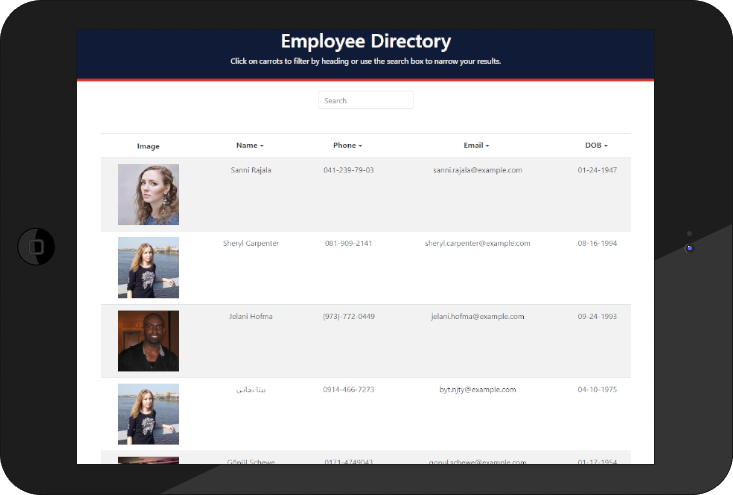 Employee Directory
Click on carrots to filter by heading or use the search box to narrow your results.
Search
Image Name Phone Email DOB
Sanni Rajala 041-239-79-03 sanni.rajala@example.com 01-24-1947
Sheryl Carpenter 081-909-2141 sheryl.carpenter@example.com 08-16-1994
Jelani Hofma (973)-772-0449 jelani.hofma@example.com 09-24-1993
بیتا نجاتی 0914-466-7273 byt.njty@example.com 04-10-1975
Gönül Schewe 0171-4749043 gonul.schewe@example.com 01-17-1954